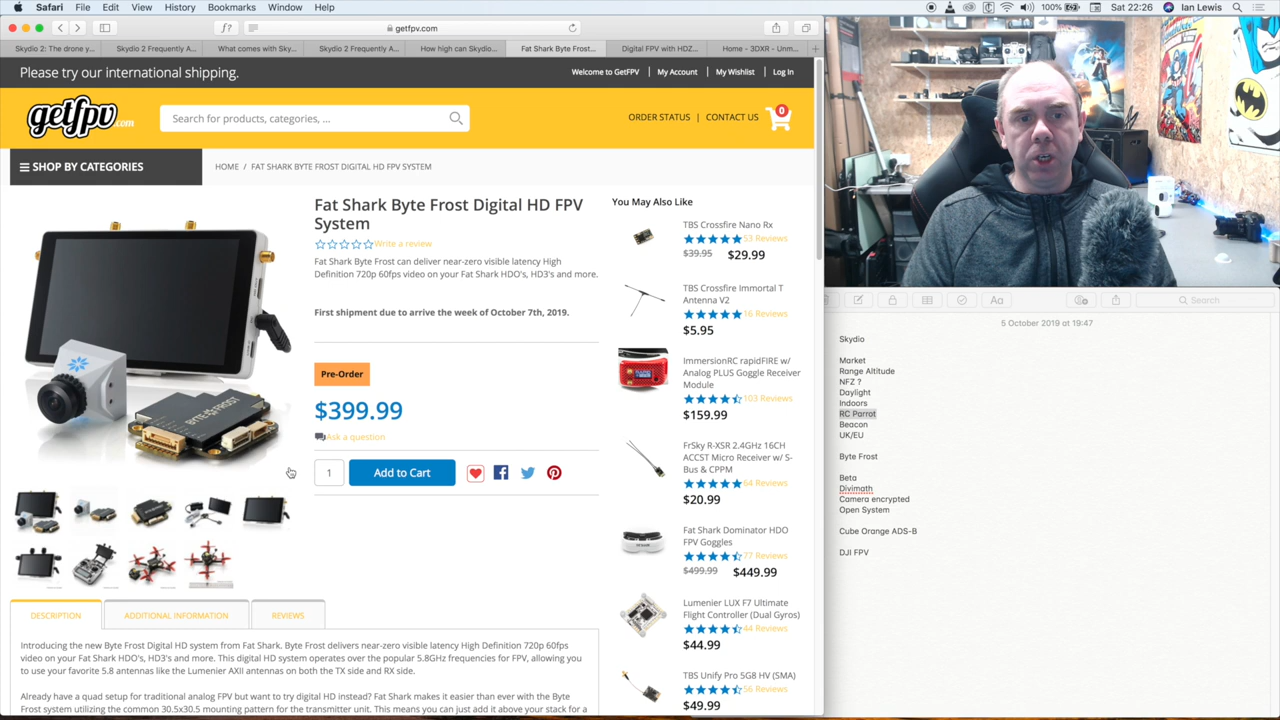 Safari File Edit View History Bookmarks Window Help
100% Sat 22:26 Ian Lewis
getfpv.com
Skydio 2: The drone y... Skydio 2 Frequently A... What comes with Sky... Skydio 2 Frequently A... How high can Skydio... Fat Shark Byte Frost... Digital FPV with HDZ... Home - 3DXR - Unm...
Please try our international shipping.
Welcome to GetFPV | My Account | My Wishlist | Log In
getfpv.com
Search for products, categories, ...
ORDER STATUS | CONTACT US
0
SHOP BY CATEGORIES
HOME / FAT SHARK BYTE FROST DIGITAL HD FPV SYSTEM
Fat Shark Byte Frost Digital HD FPV
System
Write a review
Fat Shark Byte Frost can deliver near-zero visible latency High
Definition 720p 60fps video on your Fat Shark HDO's, HD3's and more.
First shipment due to arrive the week of October 7th, 2019.
Pre-Order
$399.99
Ask a question
1
Add to Cart
You May Also Like
TBS Crossfire Nano Rx
53 Reviews
$39.95 $29.99
TBS Crossfire Immortal T
Antenna V2
16 Reviews
$5.95
ImmersionRC rapidFIRE w/
Analog PLUS Goggle Receiver
Module
103 Reviews
$159.99
FrSky R-XSR 2.4GHz 16CH
ACCST Micro Receiver w/ S-
Bus & CPPM
64 Reviews
$20.99
Fat Shark Dominator HDO
FPV Goggles
77 Reviews
$499.99 $449.99
Lumenier LUX F7 Ultimate
Flight Controller (Dual Gyros)
44 Reviews
$44.99
TBS Unify Pro 5G8 HV (SMA)
56 Reviews
$49.99
DESCRIPTION
ADDITIONAL INFORMATION
REVIEWS
Introducing the new Byte Frost Digital HD system from Fat Shark. Byte Frost delivers near-zero visible latency High Definition 720p 60fps
video on your Fat Shark HDO's, HD3's and more. This digital HD system operates over the popular 5.8GHz frequencies for FPV, allowing you
to use your favorite 5.8 antennas like the Lumenier AXII antennas on both the TX side and RX side.
Already have a quad setup for traditional analog FPV but want to try digital HD instead? Fat Shark makes it easier than ever with the Byte
Frost system utilizing the common 30.5x30.5 mounting pattern for the transmitter unit. This means you can just add it above your stack for a
Aa
Search
5 October 2019 at 19:47
Skydio
Market
Range Altitude
NFZ ?
Daylight
Indoors
RC Parrot
Beacon
UK/EU
Byte Frost
Beta
Divimath
Camera encrypted
Open System
Cube Orange ADS-B
DJI FPV